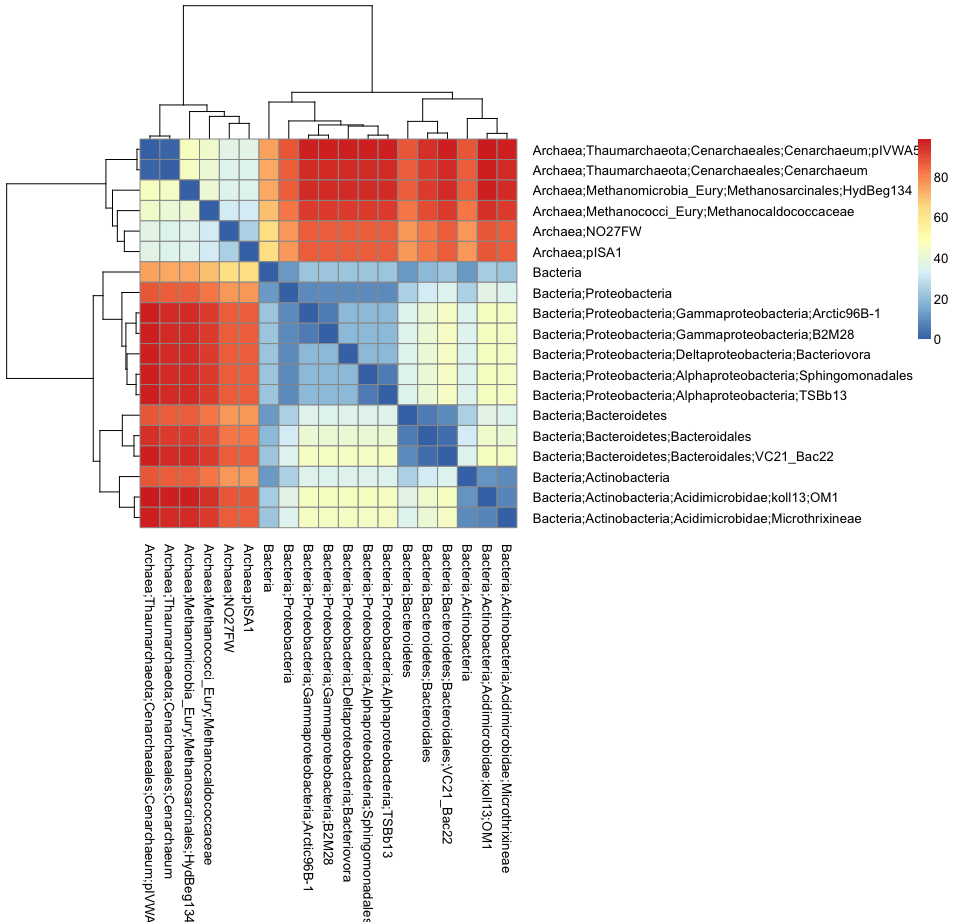 Archaea;Thaumarchaeota;Cenarchaeales;Cenarchaeum;pIVWA5
Archaea;Thaumarchaeota;Cenarchaeales;Cenarchaeum
Archaea;Methanomicrobia_Eury;Methanosarcinales;HydBeg134
Archaea;Methanococci_Eury;Methanocaldococcaceae
Archaea;NO27FW
Archaea;pISA1
Bacteria
Bacteria;Proteobacteria
Bacteria;Proteobacteria;Gammaproteobacteria;Arctic96B-1
Bacteria;Proteobacteria;Gammaproteobacteria;B2M28
Bacteria;Proteobacteria;Deltaproteobacteria;Bacteriovora
Bacteria;Proteobacteria;Alphaproteobacteria;Sphingomonadales
Bacteria;Proteobacteria;Alphaproteobacteria;TSBb13
Bacteria;Bacteroidetes
Bacteria;Bacteroidetes;Bacteroidales
Bacteria;Bacteroidetes;Bacteroidales;VC21_Bac22
Bacteria;Actinobacteria
Bacteria;Actinobacteria;Acidimicrobidae;koll13;OM1
Bacteria;Actinobacteria;Acidimicrobidae;Microthrixineae
80
60
40
20
0
Archaea;Thaumarchaeota;Cenarchaeales;Cenarchaeum;pIVWA
Archaea;Thaumarchaeota;Cenarchaeales;Cenarchaeum
Archaea;Methanomicrobia_Eury;Methanosarcinales;HydBeg134
Archaea;Methanococci_Eury;Methanocaldococcaceae
Archaea;NO27FW
Archaea;pISA1
Bacteria
Bacteria;Proteobacteria
Bacteria;Proteobacteria;Gammaproteobacteria;Arctic96B-1
Bacteria;Proteobacteria;Gammaproteobacteria;B2M28
Bacteria;Proteobacteria;Deltaproteobacteria;Bacteriovora
Bacteria;Proteobacteria;Alphaproteobacteria;Sphingomonadales
Bacteria;Proteobacteria;Alphaproteobacteria;TSBb13
Bacteria;Bacteroidetes
Bacteria;Bacteroidetes;Bacteroidales
Bacteria;Bacteroidetes;Bacteroidales;VC21_Bac22
Bacteria;Actinobacteria
Bacteria;Actinobacteria;Acidimicrobidae;koll13;OM1
Bacteria;Actinobacteria;Acidimicrobidae;Microthrixineae